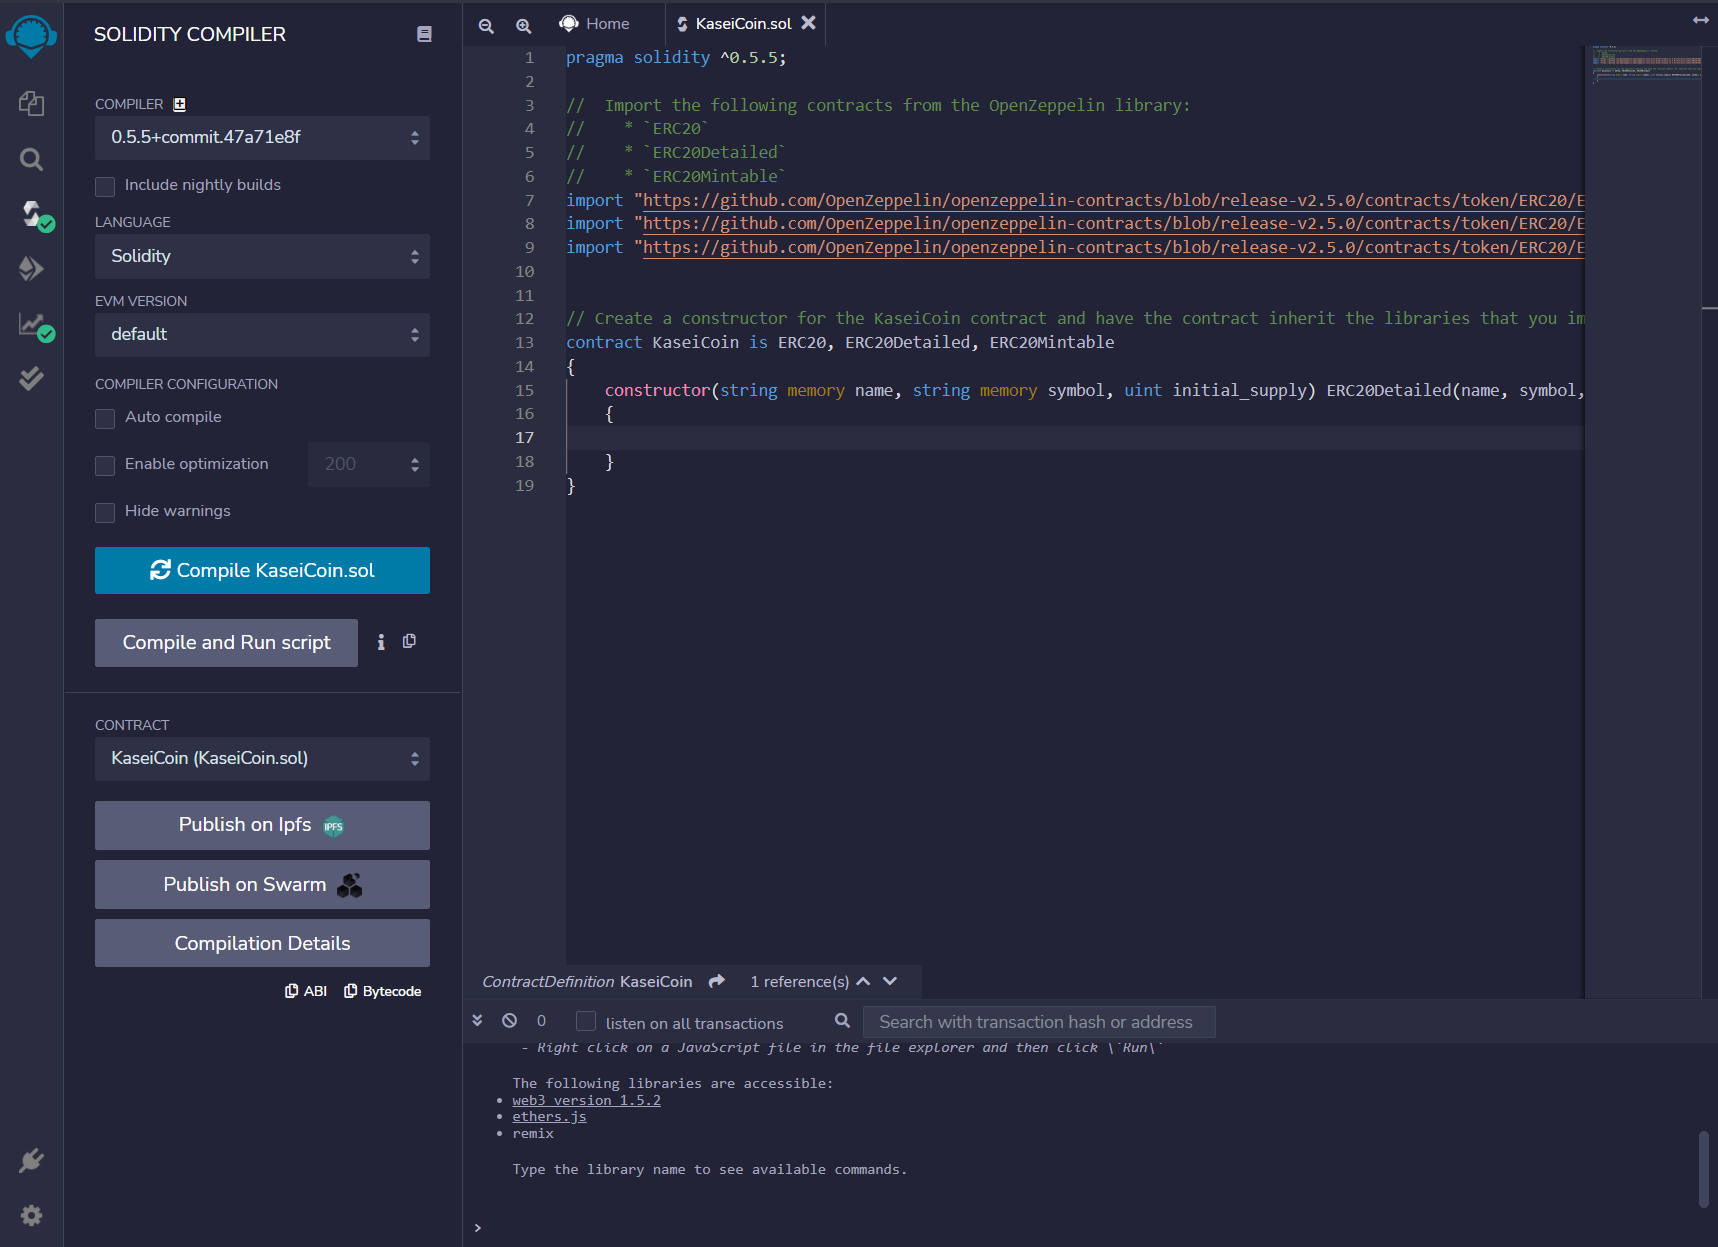 SOLIDITY COMPILER
COMPILER
0.5.5+commit.47a71e8f
Include nightly builds
LANGUAGE
Solidity
EVM VERSION
default
COMPILER CONFIGURATION
Auto compile
Enable optimization 200
Hide warnings
Compile KaseiCoin.sol
Compile and Run script
CONTRACT
KaseiCoin (KaseiCoin.sol)
Publish on Ipfs IPFS
Publish on Swarm
Compilation Details
ABI Bytecode
Home KaseiCoin.sol
1 pragma solidity ^0.5.5;
2
3 //  Import the following contracts from the OpenZeppelin library:
4 //    * `ERC20`
5 //    * `ERC20Detailed`
6 //    * `ERC20Mintable`
7 import "https://github.com/OpenZeppelin/openzeppelin-contracts/blob/release-v2.5.0/contracts/token/ERC20/E
8 import "https://github.com/OpenZeppelin/openzeppelin-contracts/blob/release-v2.5.0/contracts/token/ERC20/E
9 import "https://github.com/OpenZeppelin/openzeppelin-contracts/blob/release-v2.5.0/contracts/token/ERC20/E
10
11
12 // Create a constructor for the KaseiCoin contract and have the contract inherit the libraries that you im
13 contract KaseiCoin is ERC20, ERC20Detailed, ERC20Mintable
14 {
15     constructor(string memory name, string memory symbol, uint initial_supply) ERC20Detailed(name, symbol,
16     {
17
18     }
19 }
ContractDefinition KaseiCoin 1 reference(s)
0 listen on all transactions Search with transaction hash or address
- Right click on a JavaScript file in the file explorer and then click \`Run\`
The following libraries are accessible:
• web3 version 1.5.2
• ethers.js
• remix
Type the library name to see available commands.
>